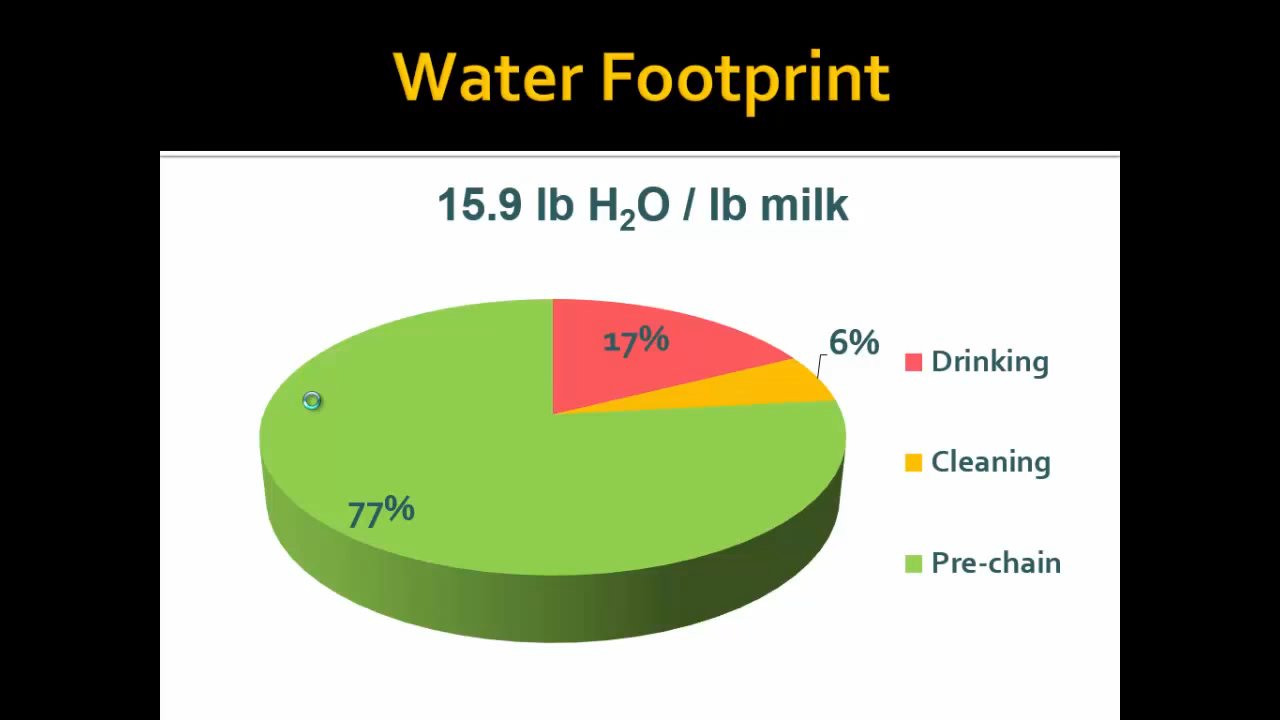 Water Footprint
15.9 lb H₂O / lb milk
17%
6%
Drinking
Cleaning
77%
Pre-chain